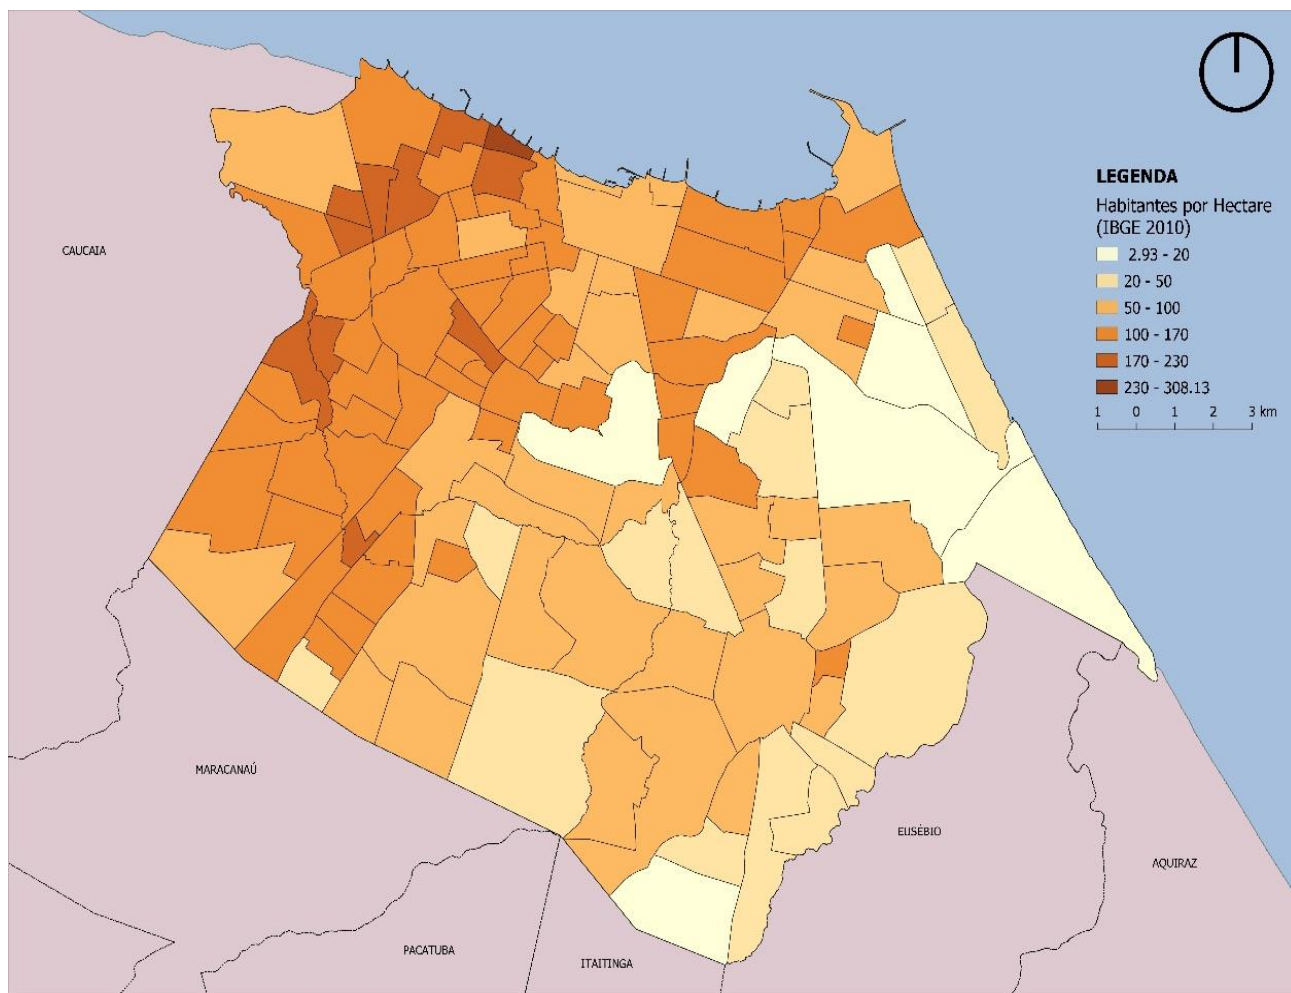 LEGENDA
Habitantes por Hectare
(IBGE 2010)
2.93 - 20
20 - 50
50 - 100
100 - 170
170 - 230
230 - 308.13
1 0 1 2 3 km
CAUCAIA
MARACANAÚ
EUSÉBIO
AQUIRAZ
PACATUBA
ITAITINGA